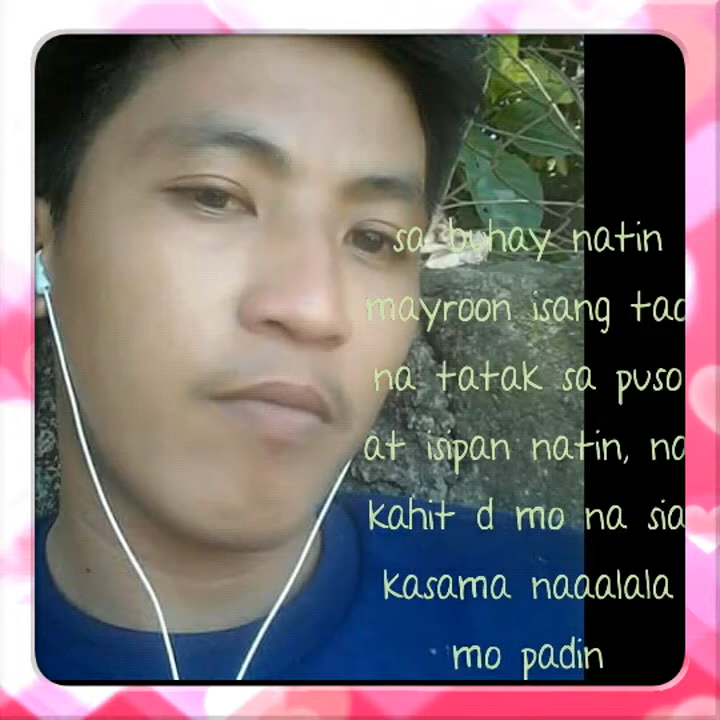 sa buhay natin
mayroon isang tao
na tatak sa puso
at isipan natin, na
kahit d mo na sia
kasama naaalala
mo padin